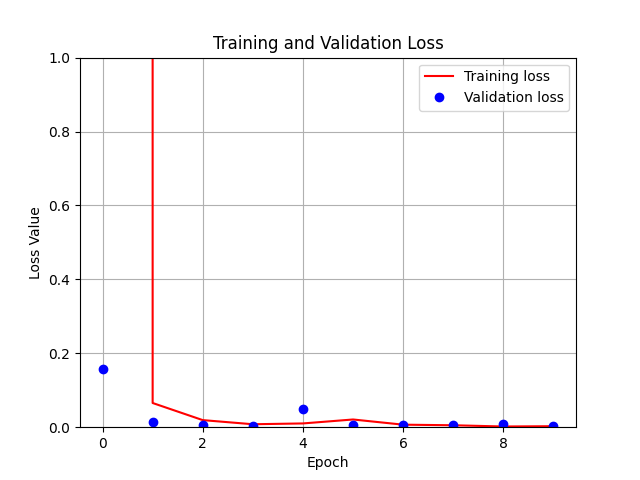 Training and Validation Loss
Training loss
Validation loss
1.0
0.8
0.6
0.4
0.2
0.0
Loss Value
0 2 4 6 8
Epoch